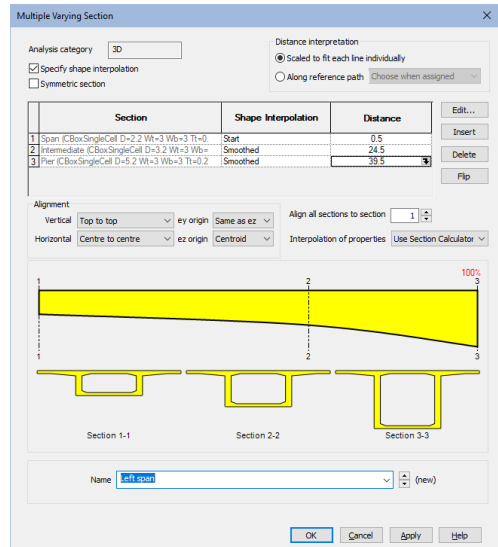 Multiple Varying Section
Analysis category 3D
Distance interpretation
Scaled to fit each line individually
Specify shape interpolation
Along reference path Choose when assigned
Symmetric section
Section Shape Interpolation Distance
Edit...
1 Span (CBoxSingleCell D=2.2 Wt=3 Wb=3 Tt=0. Start 0.5
Insert
2 Intermediate (CBoxSingleCell D=3.2 Wt=3 Wb= Smoothed 24.5
3 Pier (CBoxSingleCell D=5.2 Wt=3 Wb=3 Tt=0.2 Smoothed 39.5
Delete
Flip
Alignment
Vertical Top to top ey origin Same as ez
Align all sections to section 1
Horizontal Centre to centre ez origin Centroid
Interpolation of properties Use Section Calculator
100%
1 2 3
1 2 3
Section 1-1 Section 2-2 Section 3-3
Name Left span (new)
OK Cancel Apply Help